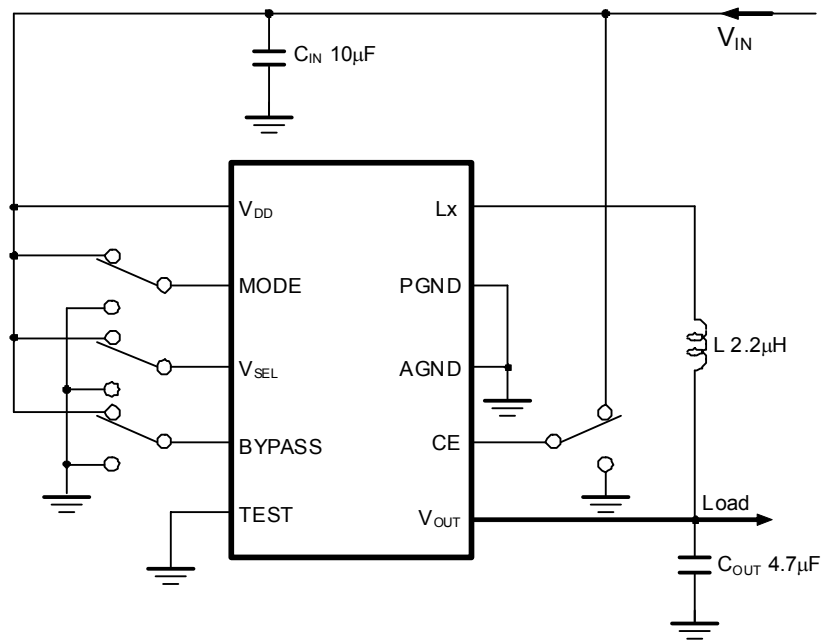 V_IN
C_IN 10µF
V_DD
Lx
MODE
PGND
L 2.2µH
V_SEL
AGND
BYPASS
CE
TEST
V_OUT
Load
C_OUT 4.7µF